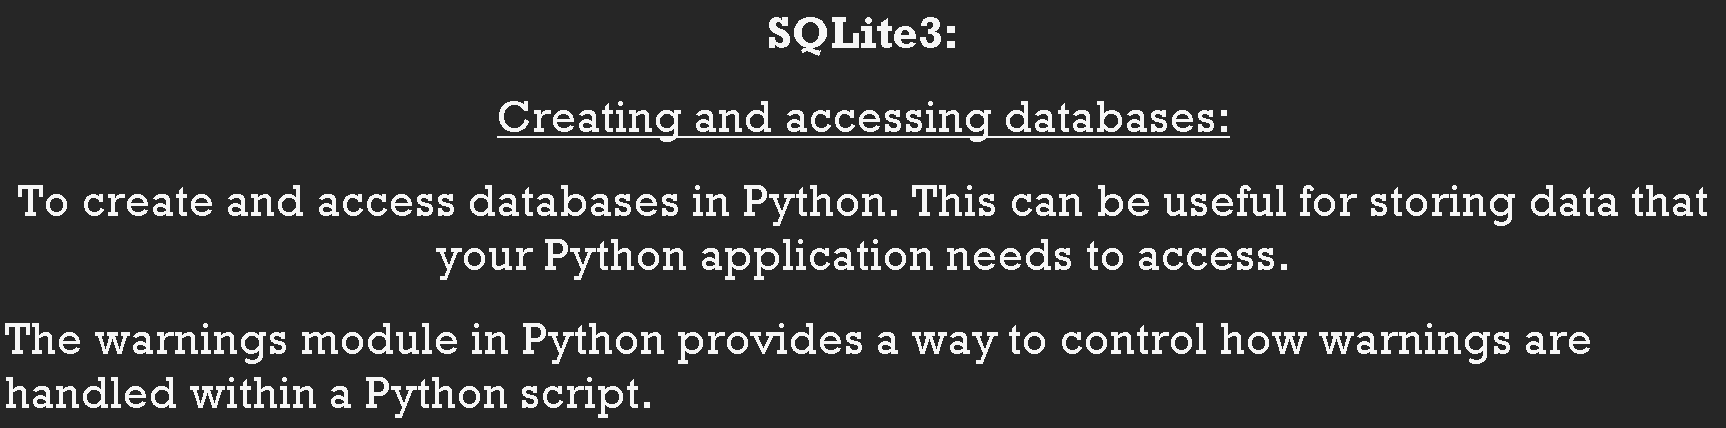 SQLite3:
Creating and accessing databases:
To create and access databases in Python. This can be useful for storing data that
your Python application needs to access.
The warnings module in Python provides a way to control how warnings are
handled within a Python script.